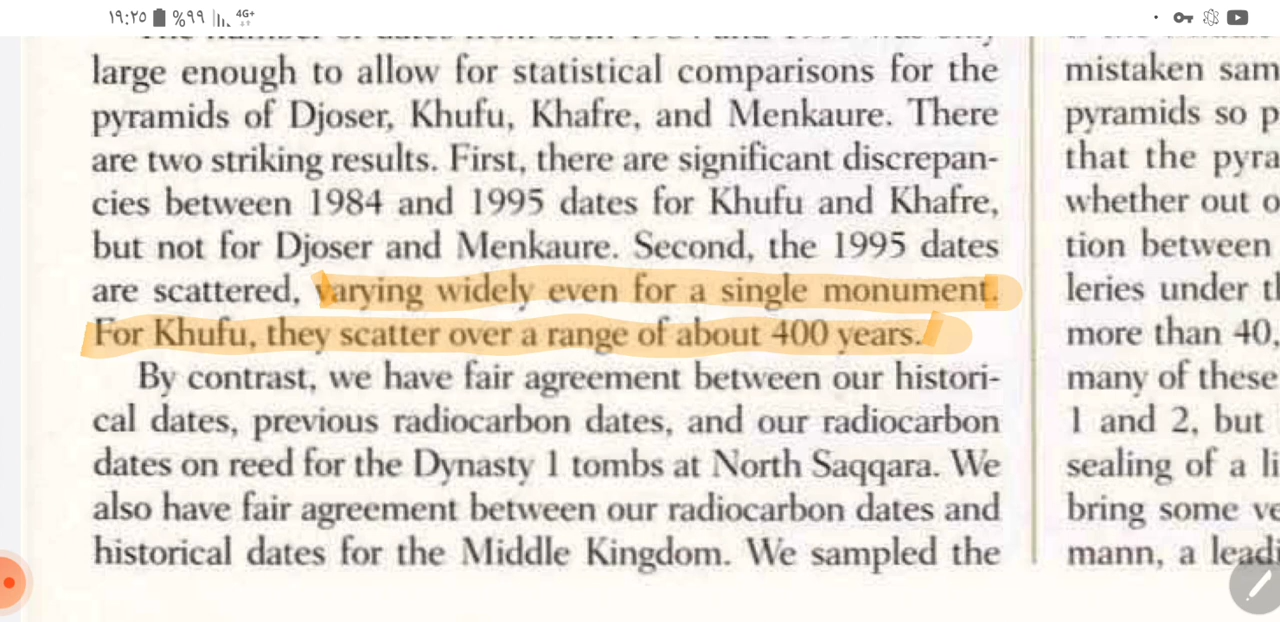 ١٩:٢٥ %٩٩ 4G+
large enough to allow for statistical comparisons for the
pyramids of Djoser, Khufu, Khafre, and Menkaure. There
are two striking results. First, there are significant discrepan-
cies between 1984 and 1995 dates for Khufu and Khafre,
but not for Djoser and Menkaure. Second, the 1995 dates
are scattered, varying widely even for a single monument.
For Khufu, they scatter over a range of about 400 years.
By contrast, we have fair agreement between our histori-
cal dates, previous radiocarbon dates, and our radiocarbon
dates on reed for the Dynasty 1 tombs at North Saqqara. We
also have fair agreement between our radiocarbon dates and
historical dates for the Middle Kingdom. We sampled the
mistaken sam
pyramids so p
that the pyra
whether out o
tion between
leries under t
more than 40,
many of these
1 and 2, but
sealing of a li
bring some ve
mann, a leadi